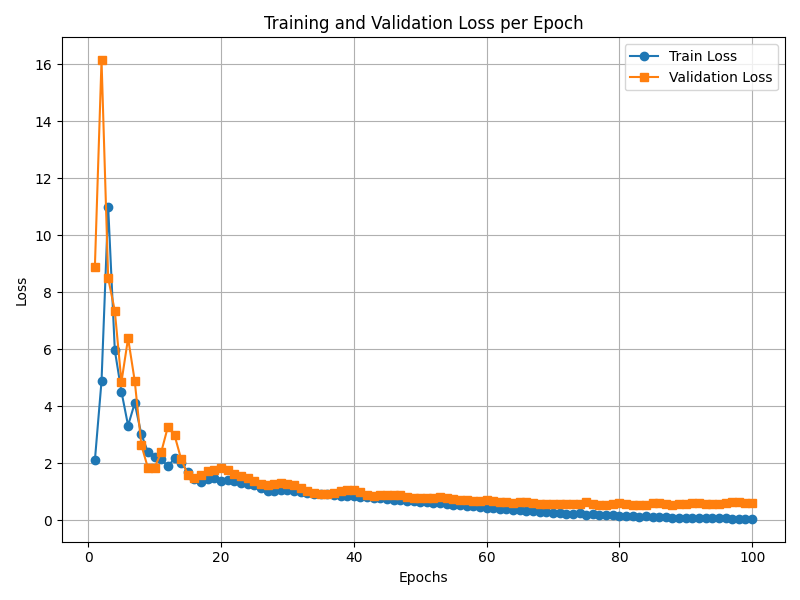 Training and Validation Loss per Epoch
Train Loss
Validation Loss
16
14
12
10
8
6
4
2
0
Loss
0 20 40 60 80 100
Epochs